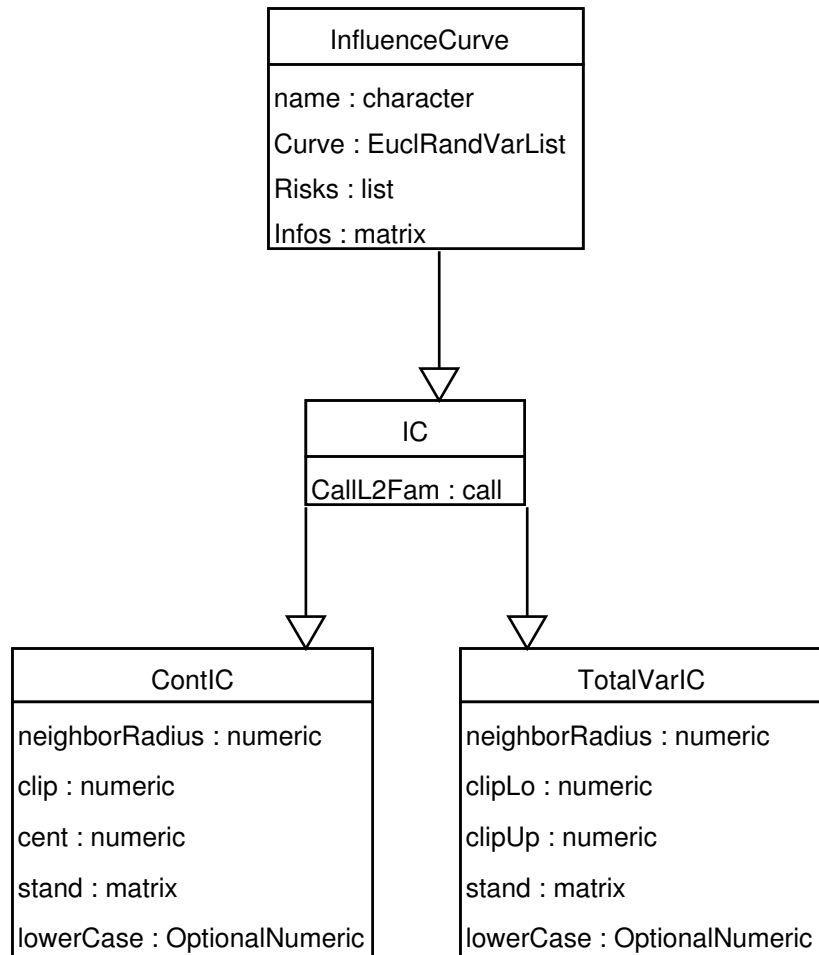 InfluenceCurve
name : character
Curve : EuclRandVarList
Risks : list
Infos : matrix
IC
CallL2Fam : call
ContIC
neighborRadius : numeric
clip : numeric
cent : numeric
stand : matrix
lowerCase : OptionalNumeric
TotalVarIC
neighborRadius : numeric
clipLo : numeric
clipUp : numeric
stand : matrix
lowerCase : OptionalNumeric